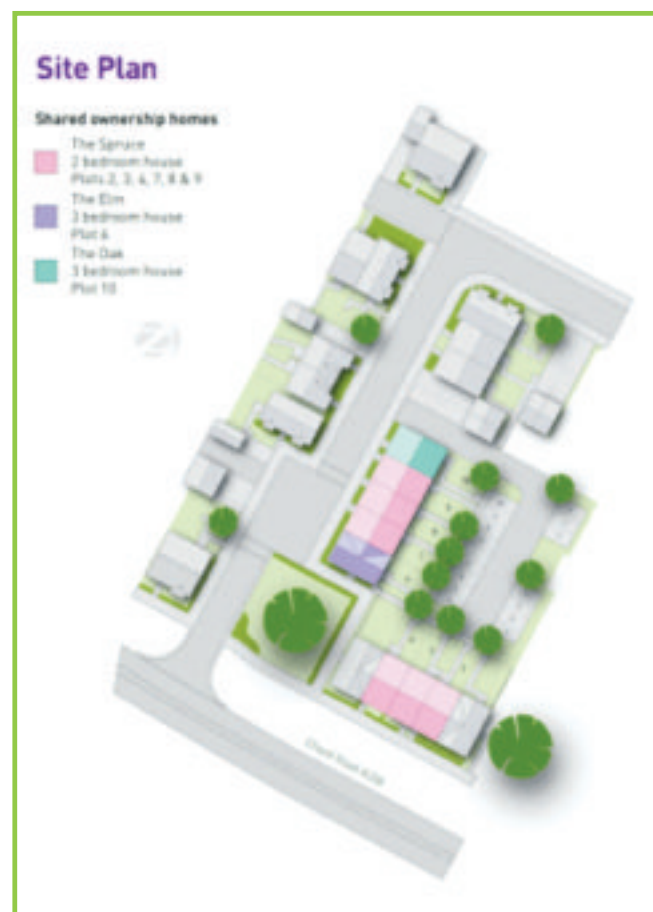 Site Plan
Shared ownership homes
The Spruce
2 bedroom house
Plots 2, 3, 4, 7, 8 & 9
The Elm
3 bedroom house
Plot 6
The Oak
3 bedroom house
Plot 10